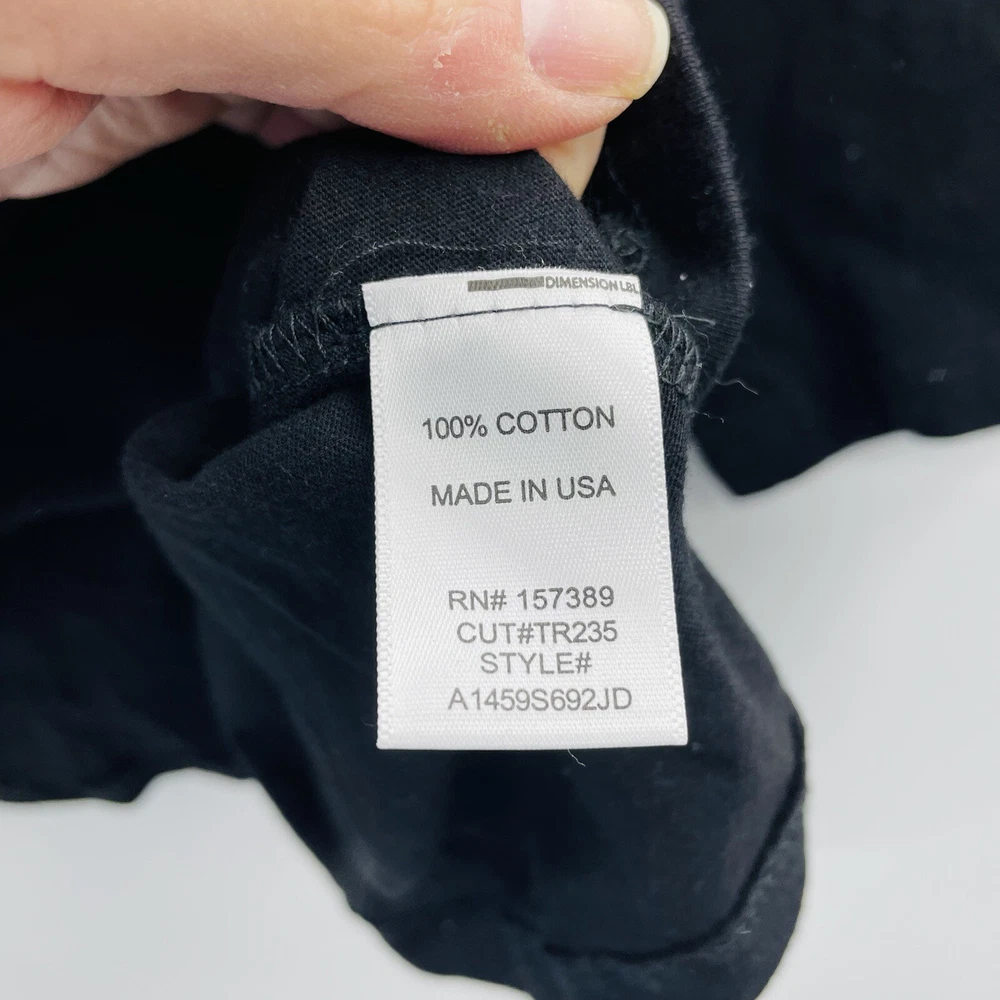 DIMENSION LBL
100% COTTON
MADE IN USA
RN# 157389
CUT#TR235
STYLE#
A1459S692JD